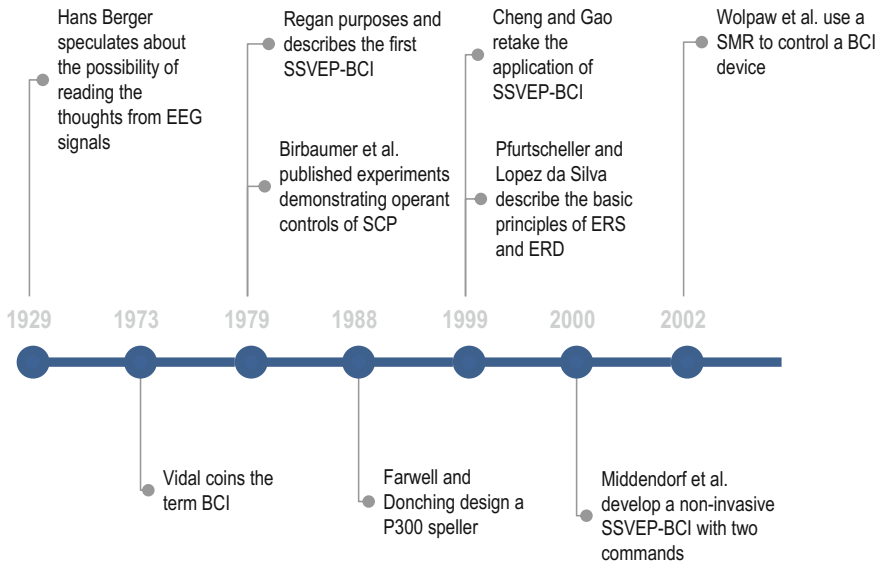 Hans Berger
speculates about
the possibility of
reading the
thoughts from EEG
signals
Regan purposes and
describes the first
SSVEP-BCI
Birbaumer et al.
published experiments
demonstrating operant
controls of SCP
Cheng and Gao
retake the
application of
SSVEP-BCI
Pfurtscheller and
Lopez da Silva
describe the basic
principles of ERS
and ERD
Wolpaw et al. use a
SMR to control a BCI
device
1929 1973 1979 1988 1999 2000 2002
Vidal coins the
term BCI
Farwell and
Donching design a
P300 speller
Middendorf et al.
develop a non-invasive
SSVEP-BCI with two
commands